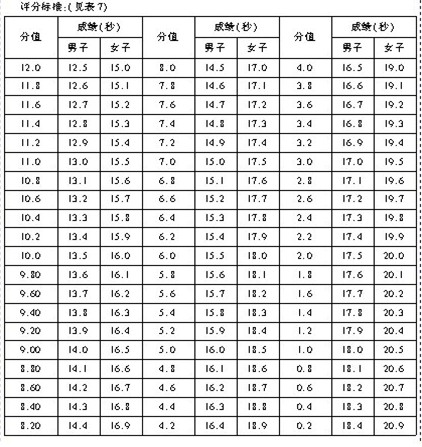 评分标准:(见表7)
分值 成绩(秒) 分值 成绩(秒) 分值 成绩(秒)
男子 女子 男子 女子 男子 女子
12.0 12.5 15.0 8.0 14.5 17.0 4.0 16.5 19.0
11.8 12.6 15.1 7.8 14.6 17.1 3.8 16.6 19.1
11.6 12.7 15.2 7.6 14.7 17.2 3.6 16.7 19.2
11.4 12.8 15.3 7.4 14.8 17.3 3.4 16.8 19.3
11.2 12.9 15.4 7.2 14.9 17.4 3.2 16.9 19.4
11.0 13.0 15.5 7.0 15.0 17.5 3.0 17.0 19.5
10.8 13.1 15.6 6.8 15.1 17.6 2.8 17.1 19.6
10.6 13.2 15.7 6.6 15.2 17.7 2.6 17.2 19.7
10.4 13.3 15.8 6.4 15.3 17.8 2.4 17.3 19.8
10.2 13.4 15.9 6.2 15.4 17.9 2.2 17.4 19.9
10.0 13.5 16.0 6.0 15.5 18.0 2.0 17.5 20.0
9.80 13.6 16.1 5.8 15.6 18.1 1.8 17.6 20.1
9.60 13.7 16.2 5.6 15.7 18.2 1.6 17.7 20.2
9.40 13.8 16.3 5.4 15.8 18.3 1.4 17.8 20.3
9.20 13.9 16.4 5.2 15.9 18.4 1.2 17.9 20.4
9.00 14.0 16.5 5.0 16.0 18.5 1.0 18.0 20.5
8.80 14.1 16.6 4.8 16.1 18.6 0.8 18.1 20.6
8.60 14.2 16.7 4.6 16.2 18.7 0.6 18.2 20.7
8.40 14.3 16.8 4.4 16.3 18.8 0.4 18.3 20.8
8.20 14.4 16.9 4.2 16.4 18.9 0.2 18.4 20.9